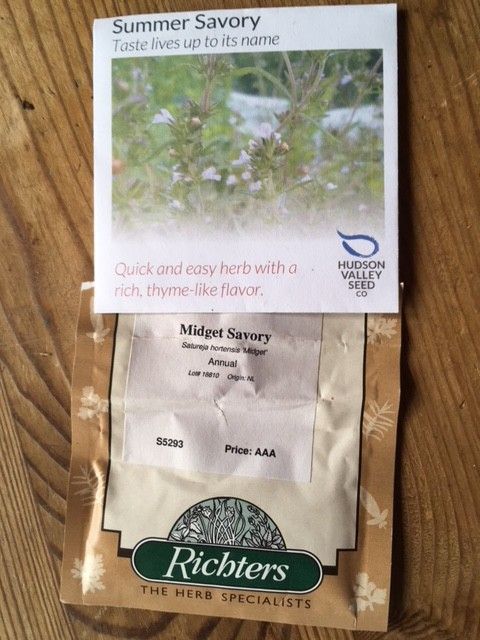 Summer Savory
Taste lives up to its name
Quick and easy herb with a
rich, thyme-like flavor.
HUDSON
VALLEY
SEED
CO
Midget Savory
Satureja hortensis 'Midget'
Annual
Lot# 18810 Origin: NL
S5293 Price: AAA
Richters
THE HERB SPECIALISTS